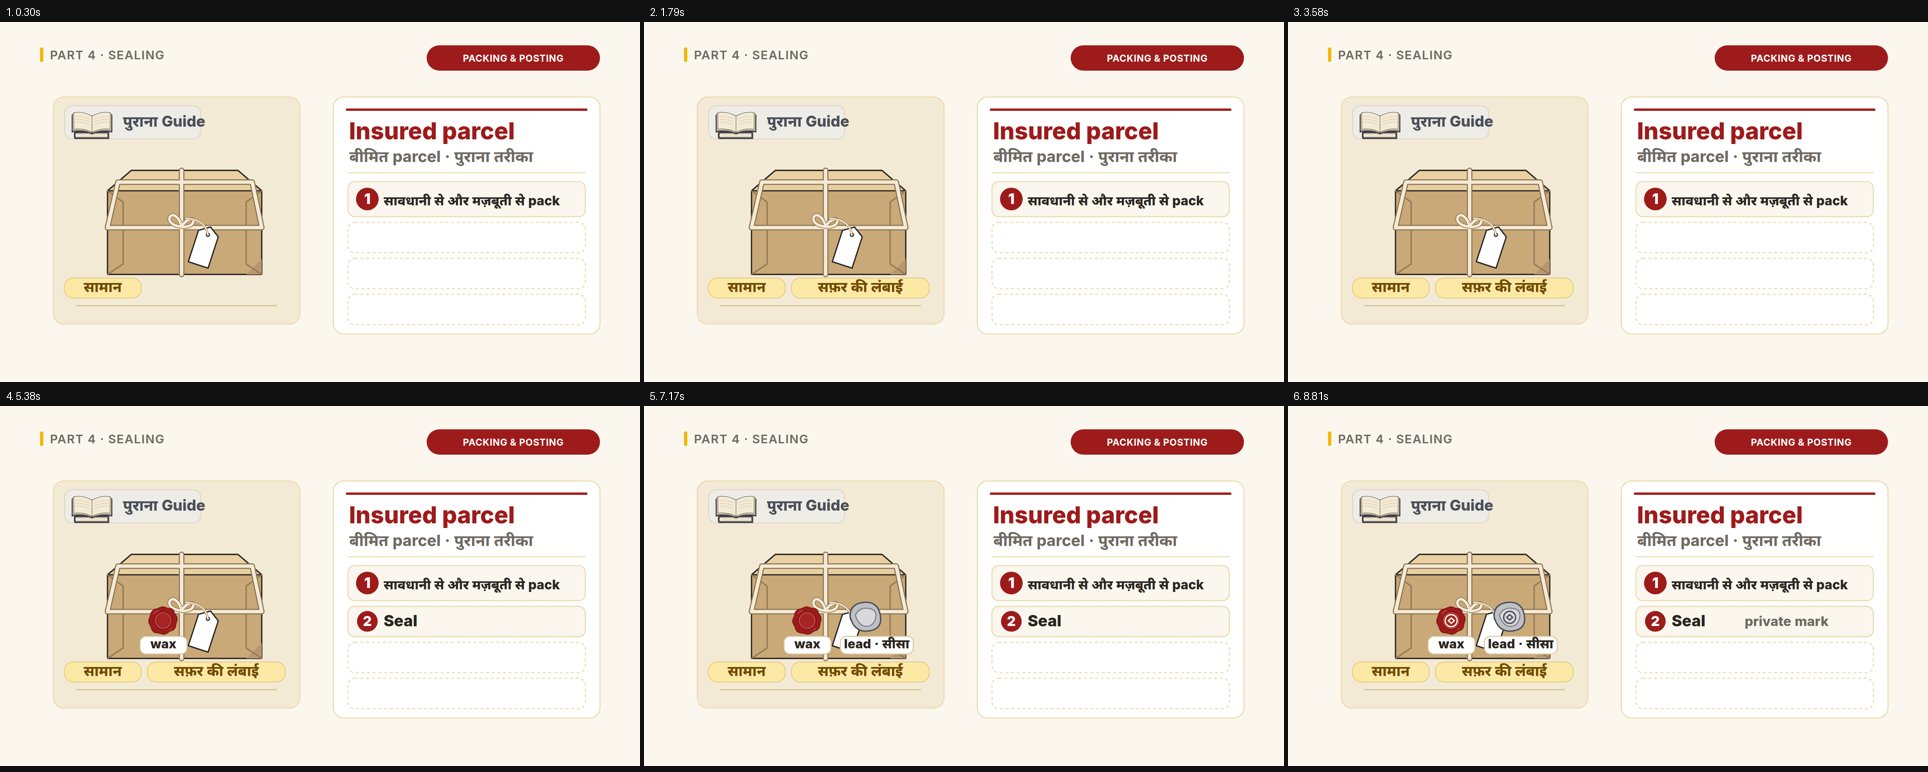 1. 0.30s
PART 4 · SEALING
PACKING & POSTING
पुराना Guide
सामान
Insured parcel
बीमित parcel · पुराना तरीका
1 सावधानी से और मज़बूती से pack
2. 1.79s
PART 4 · SEALING
PACKING & POSTING
पुराना Guide
सामान
सफ़र की लंबाई
Insured parcel
बीमित parcel · पुराना तरीका
1 सावधानी से और मज़बूती से pack
3. 3.58s
PART 4 · SEALING
PACKING & POSTING
पुराना Guide
सामान
सफ़र की लंबाई
Insured parcel
बीमित parcel · पुराना तरीका
1 सावधानी से और मज़बूती से pack
4. 5.38s
PART 4 · SEALING
PACKING & POSTING
पुराना Guide
wax
सामान
सफ़र की लंबाई
Insured parcel
बीमित parcel · पुराना तरीका
1 सावधानी से और मज़बूती से pack
2 Seal
5. 7.17s
PART 4 · SEALING
PACKING & POSTING
पुराना Guide
wax
lead · सीसा
सामान
सफ़र की लंबाई
Insured parcel
बीमित parcel · पुराना तरीका
1 सावधानी से और मज़बूती से pack
2 Seal
6. 8.81s
PART 4 · SEALING
PACKING & POSTING
पुराना Guide
wax
lead · सीसा
सामान
सफ़र की लंबाई
Insured parcel
बीमित parcel · पुराना तरीका
1 सावधानी से और मज़बूती से pack
2 Seal private mark